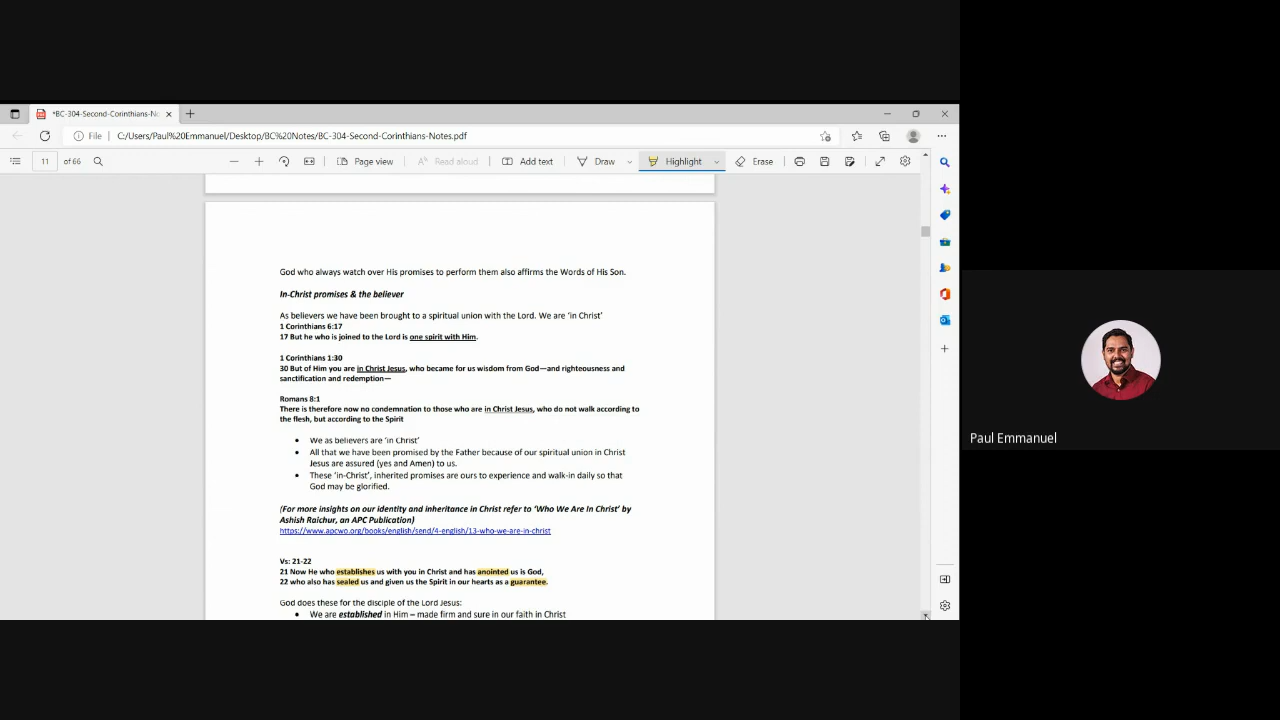 *BC-304-Second-Corinthians-No
File
C:/Users/Paul%20Emmanuel/Desktop/BC%20Notes/BC-304-Second-Corinthians-Notes.pdf
11 of 66
Page view
Read aloud
Add text
Draw
Highlight
Erase
God who always watch over His promises to perform them also affirms the Words of His Son.
In-Christ promises & the believer
As believers we have been brought to a spiritual union with the Lord. We are ‘in Christ’
1 Corinthians 6:17
17 But he who is joined to the Lord is one spirit with Him.
1 Corinthians 1:30
30 But of Him you are in Christ Jesus, who became for us wisdom from God—and righteousness and
sanctification and redemption—
Romans 8:1
There is therefore now no condemnation to those who are in Christ Jesus, who do not walk according to
the flesh, but according to the Spirit
• We as believers are ‘in Christ’
• All that we have been promised by the Father because of our spiritual union in Christ
Jesus are assured (yes and Amen) to us.
• These ‘in-Christ’, inherited promises are ours to experience and walk-in daily so that
God may be glorified.
(For more insights on our identity and inheritance in Christ refer to ‘Who We Are In Christ’ by
Ashish Raichur, an APC Publication)
https://www.apcwo.org/books/english/send/4-english/13-who-we-are-in-christ
Vs: 21-22
21 Now He who establishes us with you in Christ and has anointed us is God,
22 who also has sealed us and given us the Spirit in our hearts as a guarantee.
God does these for the disciple of the Lord Jesus:
• We are established in Him – made firm and sure in our faith in Christ
Paul Emmanuel